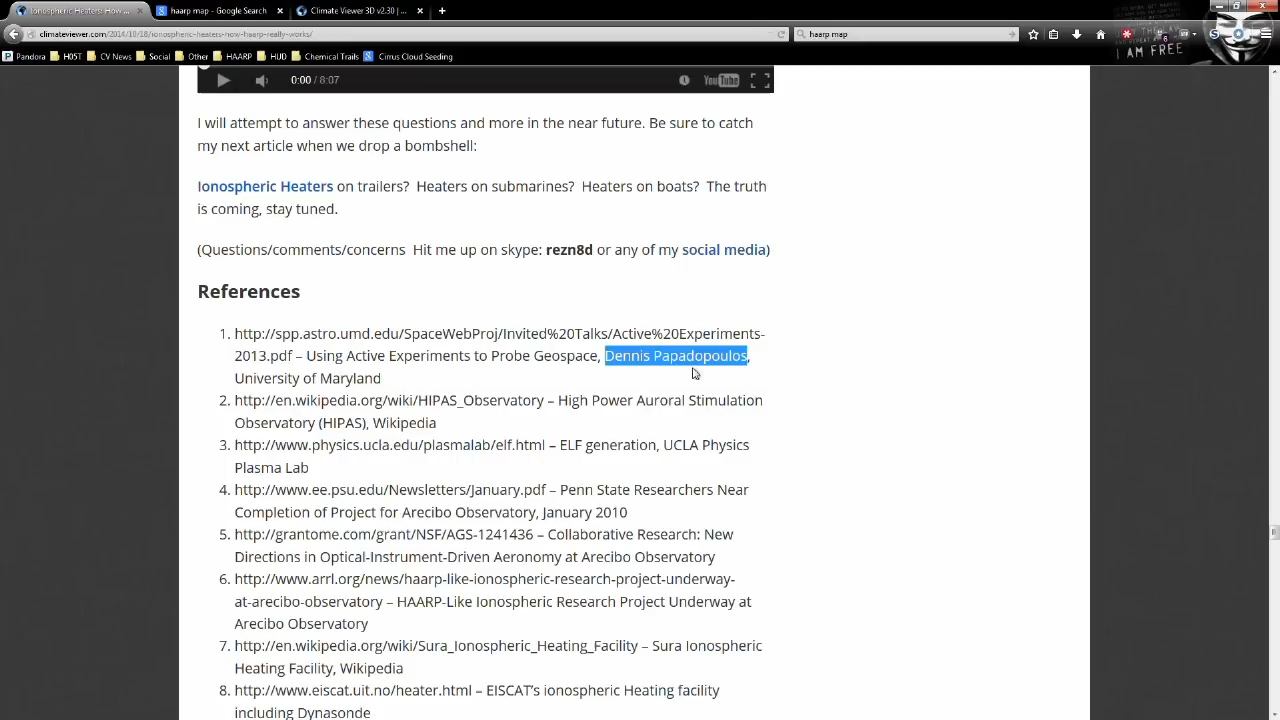 Ionospheric Heaters: How ...
haarp map - Google Search
Climate Viewer 3D v2.30 | ...
climateviewer.com/2014/10/18/ionospheric-heaters-how-haarp-really-works/
haarp map
I AM FREE
Pandora H05T CV News Social Other HAARP HUD Chemical Trails Cirrus Cloud Seeding
0:00 / 8:07
YouTube
I will attempt to answer these questions and more in the near future. Be sure to catch
my next article when we drop a bombshell:
Ionospheric Heaters on trailers? Heaters on submarines? Heaters on boats? The truth
is coming, stay tuned.
(Questions/comments/concerns Hit me up on skype: rezn8d or any of my social media)
References
1. http://spp.astro.umd.edu/SpaceWebProj/Invited%20Talks/Active%20Experiments-
2013.pdf – Using Active Experiments to Probe Geospace, Dennis Papadopoulos,
University of Maryland
2. http://en.wikipedia.org/wiki/HIPAS_Observatory – High Power Auroral Stimulation
Observatory (HIPAS), Wikipedia
3. http://www.physics.ucla.edu/plasmalab/elf.html – ELF generation, UCLA Physics
Plasma Lab
4. http://www.ee.psu.edu/Newsletters/January.pdf – Penn State Researchers Near
Completion of Project for Arecibo Observatory, January 2010
5. http://grantome.com/grant/NSF/AGS-1241436 – Collaborative Research: New
Directions in Optical-Instrument-Driven Aeronomy at Arecibo Observatory
6. http://www.arrl.org/news/haarp-like-ionospheric-research-project-underway-
at-arecibo-observatory – HAARP-Like Ionospheric Research Project Underway at
Arecibo Observatory
7. http://en.wikipedia.org/wiki/Sura_Ionospheric_Heating_Facility – Sura Ionospheric
Heating Facility, Wikipedia
8. http://www.eiscat.uit.no/heater.html – EISCAT's ionospheric Heating facility
including Dynasonde